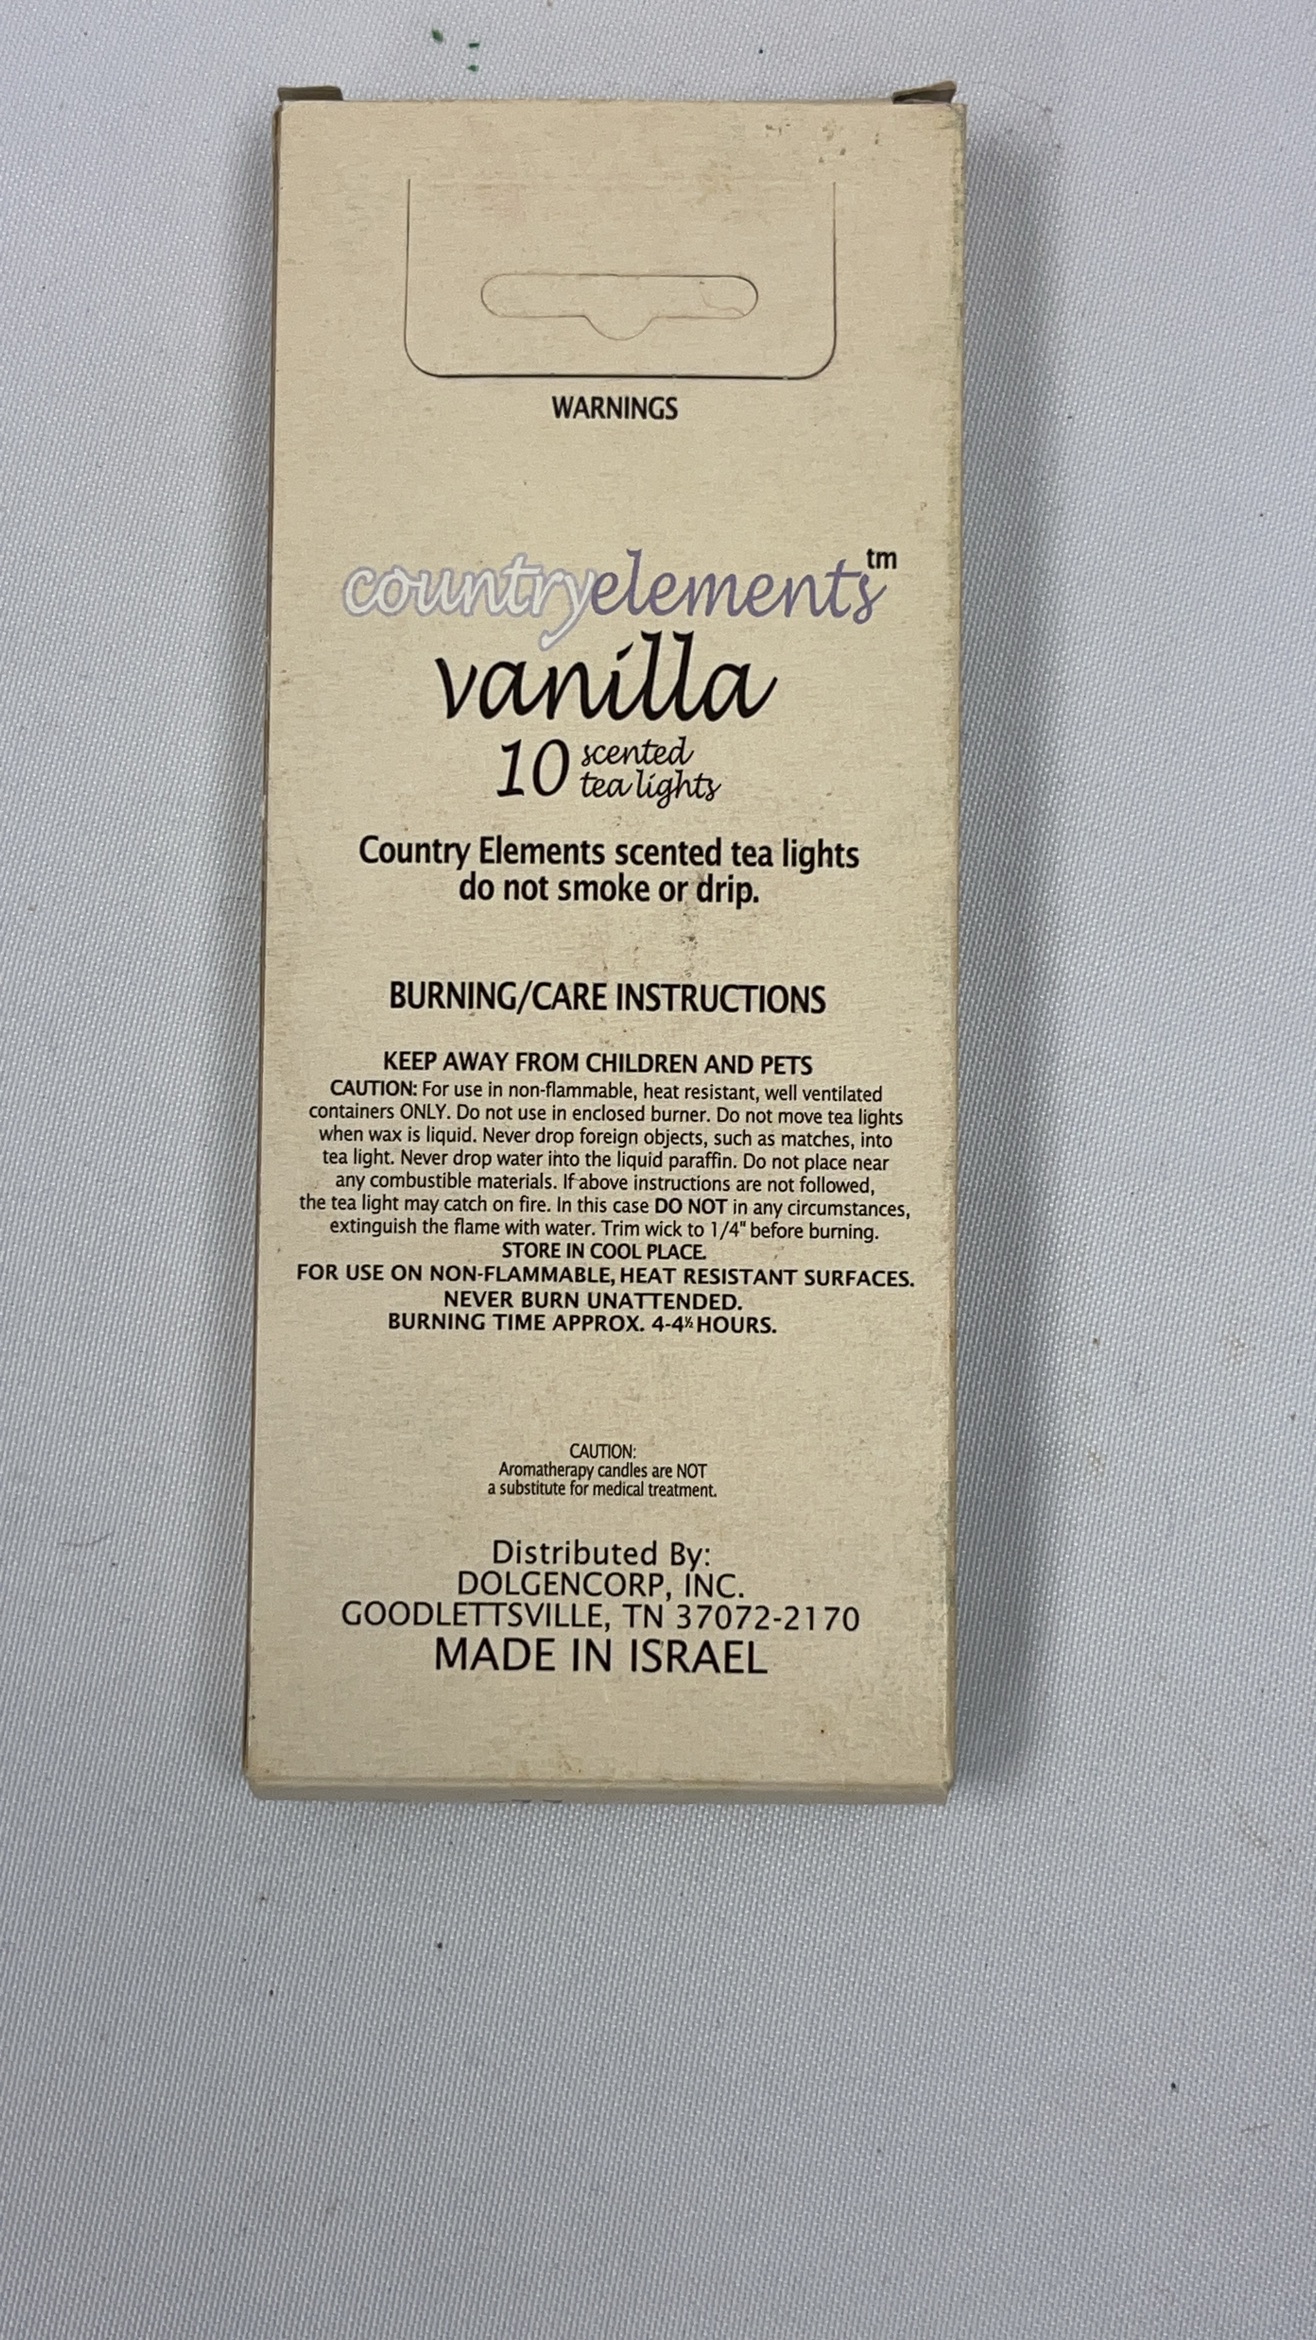 WARNINGS
countryelements tm
vanilla
10 scented
tea lights
Country Elements scented tea lights
do not smoke or drip.
BURNING/CARE INSTRUCTIONS
KEEP AWAY FROM CHILDREN AND PETS
CAUTION: For use in non-flammable, heat resistant, well ventilated
containers ONLY. Do not use in enclosed burner. Do not move tea lights
when wax is liquid. Never drop foreign objects, such as matches, into
tea light. Never drop water into the liquid paraffin. Do not place near
any combustible materials. If above instructions are not followed,
the tea light may catch on fire. In this case DO NOT in any circumstances,
extinguish the flame with water. Trim wick to 1/4" before burning.
STORE IN COOL PLACE.
FOR USE ON NON-FLAMMABLE, HEAT RESISTANT SURFACES.
NEVER BURN UNATTENDED.
BURNING TIME APPROX. 4-4½ HOURS.
CAUTION:
Aromatherapy candles are NOT
a substitute for medical treatment.
Distributed By:
DOLGENCORP, INC.
GOODLETTSVILLE, TN 37072-2170
MADE IN ISRAEL